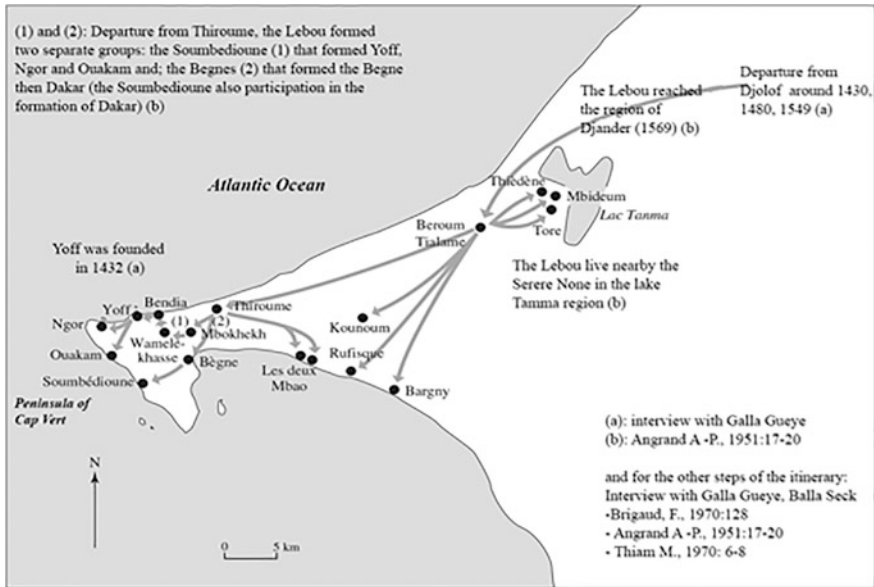 (1) and (2): Departure from Thiroume, the Lebou formed
two separate groups: the Soumbedioune (1) that formed Yoff,
Ngor and Ouakam and; the Begnes (2) that formed the Begne
then Dakar (the Soumbedioune also participation in the
formation of Dakar) (b)
The Lebou reached
the region of
Djander (1569) (b)
Departure from
Djolof around 1430,
1480, 1549 (a)
Atlantic Ocean
Thiedène
Mbideum
Lac Tanma
Tore
Beroum
Tialame
Yoff was founded
in 1432 (a)
The Lebou live nearby the
Serere None in the lake
Tamma region (b)
Yoff
Bendia
Thiroume
Ngor
(1)
(2)
Mbokhekh
Wamele-
khasse
Kounoum
Ouakam
Bègne
Les deux
Mbao
Rufisque
Soumbédioune
Bargny
Peninsula of
Cap Vert
N
0 5 km
(a): interview with Galla Gueye
(b): Angrand A -P., 1951:17-20
and for the other steps of the itinerary:
Interview with Galla Gueye, Balla Seck
-Brigaud, F., 1970:128
- Angrand A -P., 1951:17-20
- Thiam M., 1970: 6-8